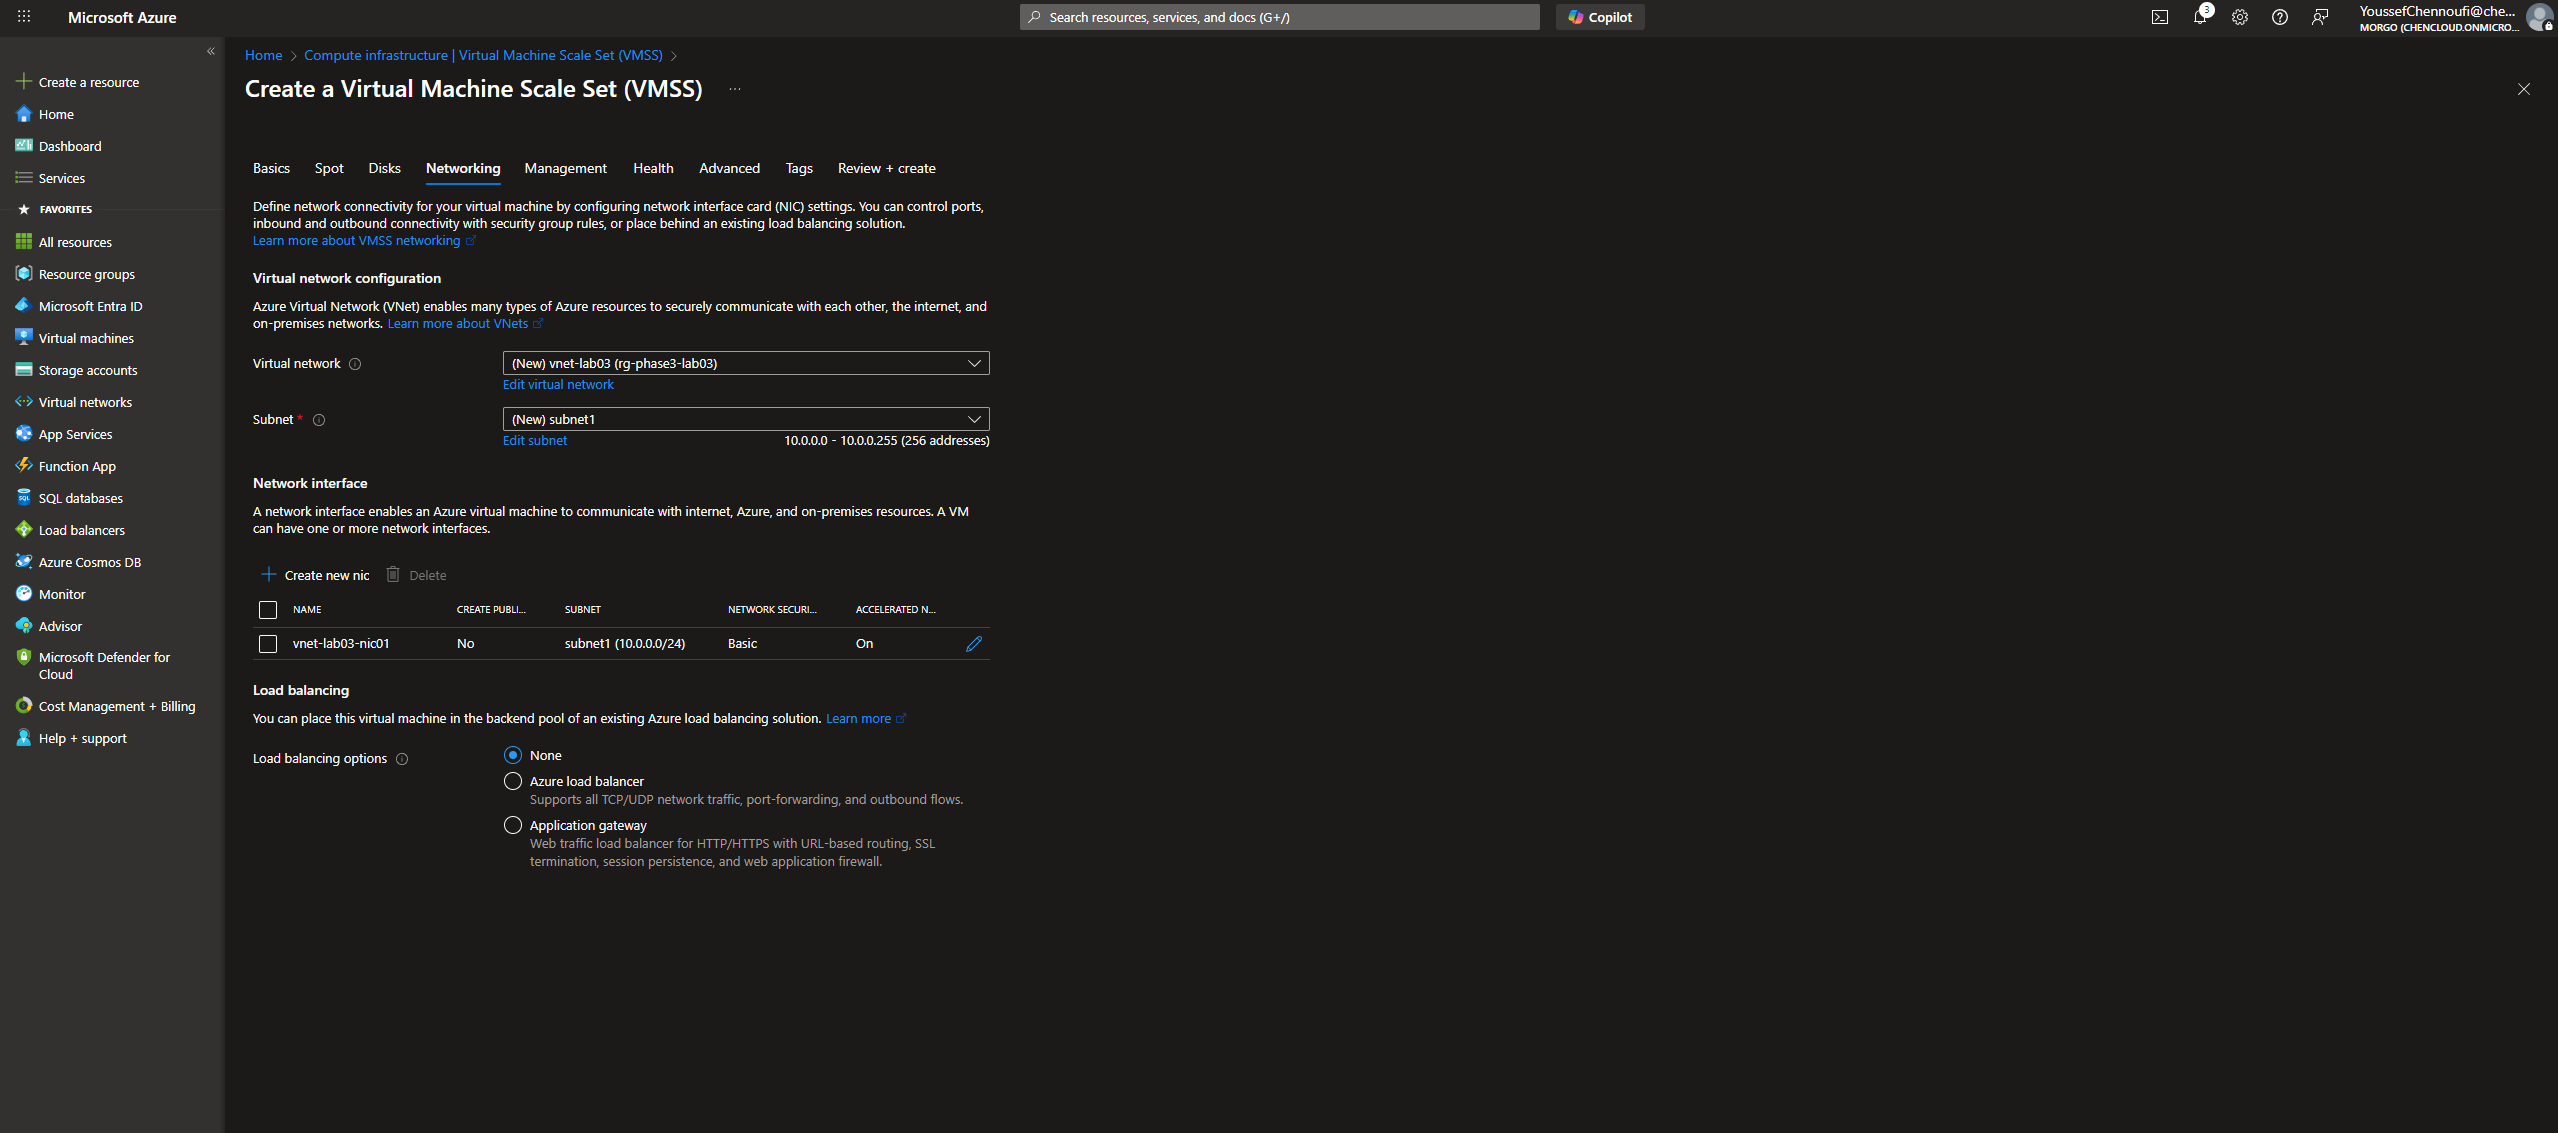 Microsoft Azure
Search resources, services, and docs (G+/)
Copilot
3
YoussefChennoufi@che...
MORGO (CHENCLOUD.ONMICRO...
«
Create a resource
Home
Dashboard
Services
FAVORITES
All resources
Resource groups
Microsoft Entra ID
Virtual machines
Storage accounts
Virtual networks
App Services
Function App
SQL databases
Load balancers
Azure Cosmos DB
Monitor
Advisor
Microsoft Defender for
Cloud
Cost Management + Billing
Help + support
Home > Compute infrastructure | Virtual Machine Scale Set (VMSS) >
Create a Virtual Machine Scale Set (VMSS) ...
Basics Spot Disks Networking Management Health Advanced Tags Review + create
Define network connectivity for your virtual machine by configuring network interface card (NIC) settings. You can control ports,
inbound and outbound connectivity with security group rules, or place behind an existing load balancing solution.
Learn more about VMSS networking
Virtual network configuration
Azure Virtual Network (VNet) enables many types of Azure resources to securely communicate with each other, the internet, and
on-premises networks. Learn more about VNets
Virtual network (New) vnet-lab03 (rg-phase3-lab03)
Edit virtual network
Subnet * (New) subnet1
Edit subnet 10.0.0.0 - 10.0.0.255 (256 addresses)
Network interface
A network interface enables an Azure virtual machine to communicate with internet, Azure, and on-premises resources. A VM
can have one or more network interfaces.
Create new nic Delete
NAME CREATE PUBLI... SUBNET NETWORK SECURI... ACCELERATED N...
vnet-lab03-nic01 No subnet1 (10.0.0.0/24) Basic On
Load balancing
You can place this virtual machine in the backend pool of an existing Azure load balancing solution. Learn more
Load balancing options None
Azure load balancer
Supports all TCP/UDP network traffic, port-forwarding, and outbound flows.
Application gateway
Web traffic load balancer for HTTP/HTTPS with URL-based routing, SSL
termination, session persistence, and web application firewall.